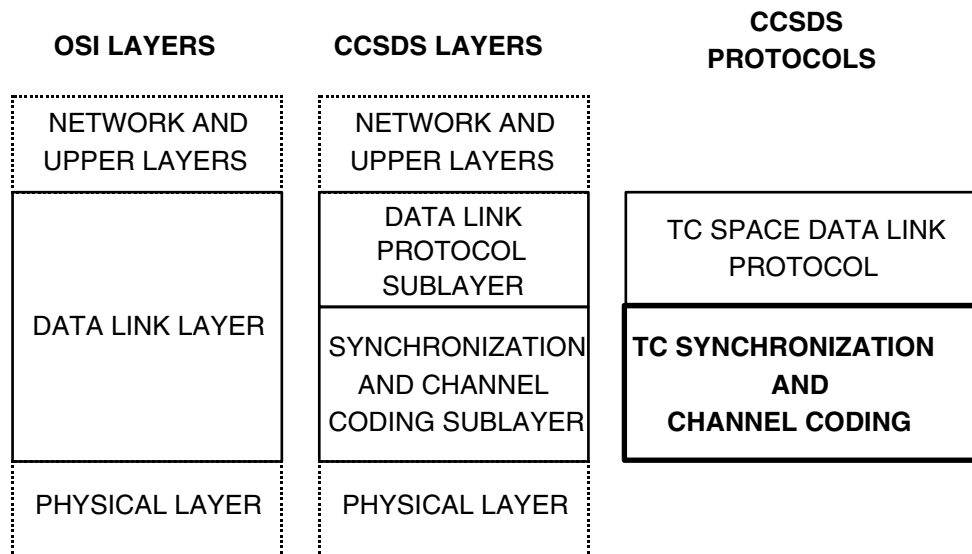 OSI LAYERS
CCSDS LAYERS
CCSDS
PROTOCOLS
NETWORK AND
UPPER LAYERS
NETWORK AND
UPPER LAYERS
DATA LINK LAYER
DATA LINK
PROTOCOL
SUBLAYER
TC SPACE DATA LINK
PROTOCOL
SYNCHRONIZATION
AND CHANNEL
CODING SUBLAYER
TC SYNCHRONIZATION
AND
CHANNEL CODING
PHYSICAL LAYER
PHYSICAL LAYER